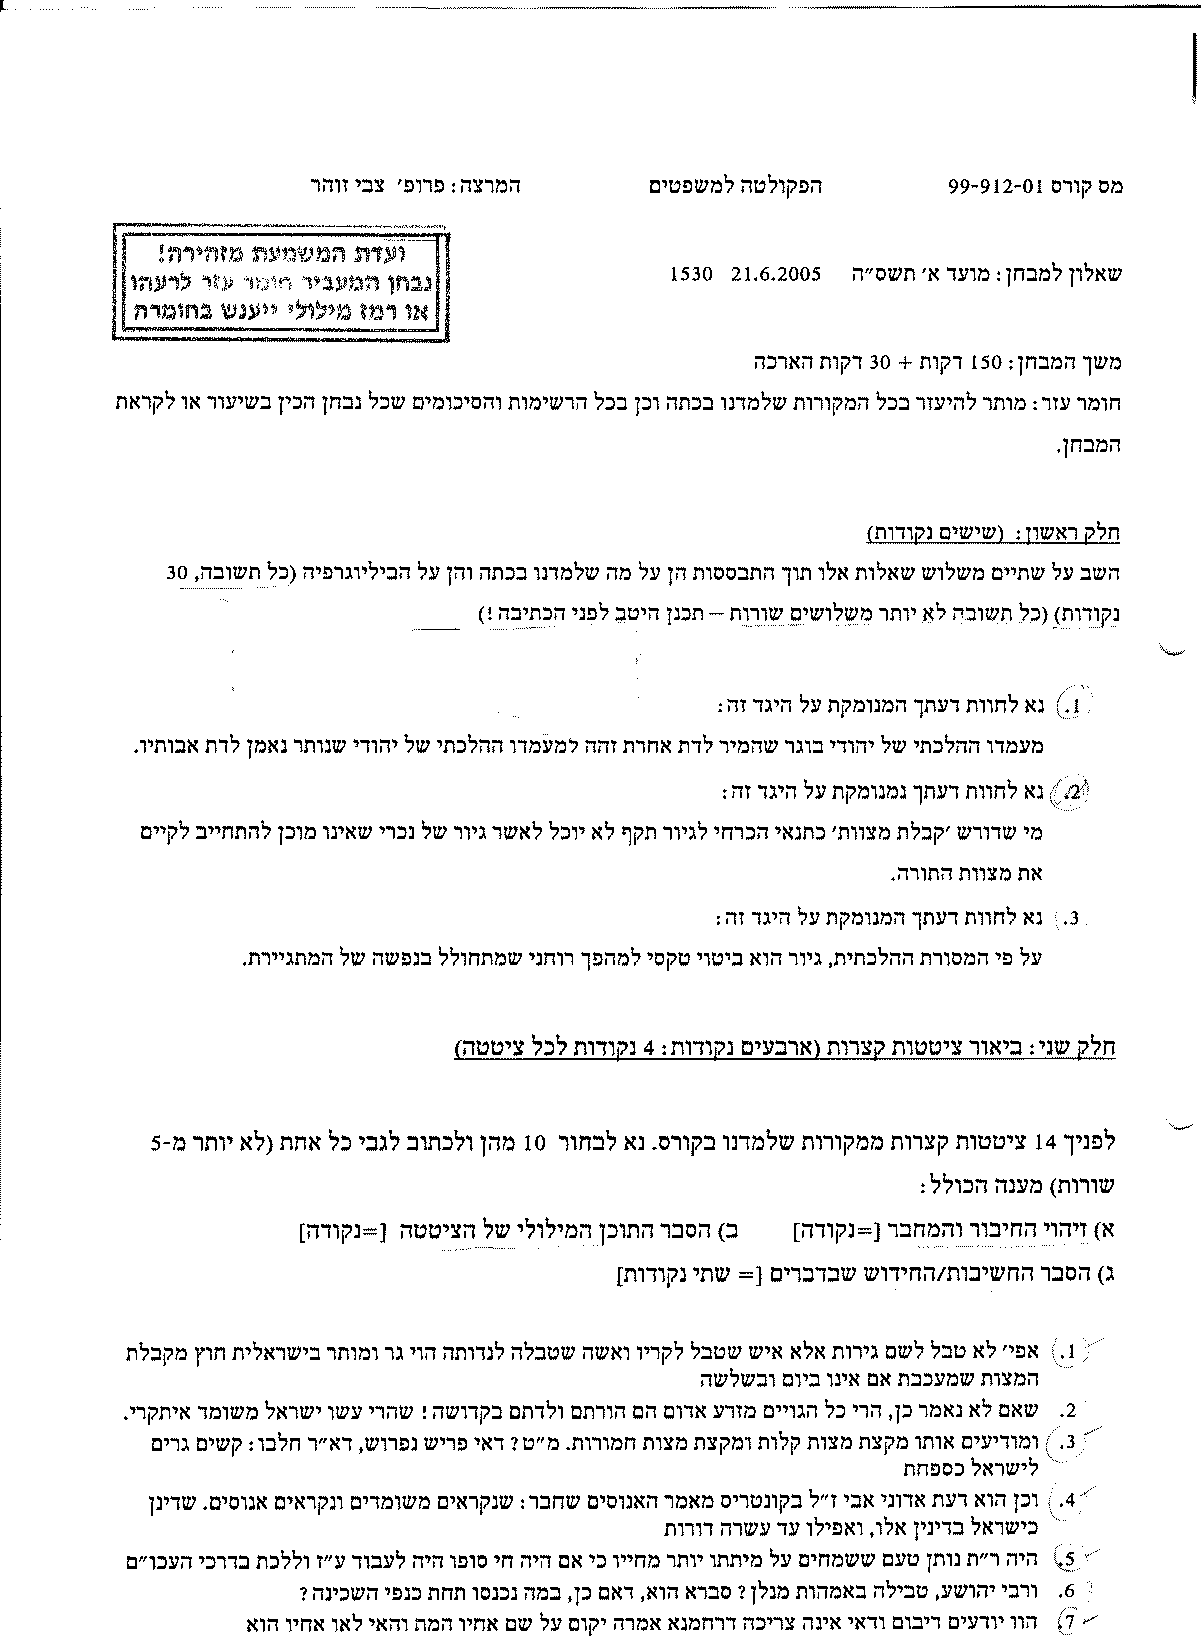 מס קורס 99-912-01 הפקולטה למשפטים המרצה: פרופ׳ צבי זוהר
ועדת המשמעת מזהירה!
נבחן המעביר חומר עזר לרעהו
או רמז מילולי ייענש בחומרה
שאלון למבחן: מועד א׳ תשס״ה 21.6.2005 1530
משך המבחן: 150 דקות + 30 דקות הארכה
חומר עזר: מותר להיעזר בכל המקורות שלמדנו בכתה וכן בכל הרשימות והסיכומים שכל נבחן הכין בשיעור או לקראת
המבחן.
חלק ראשון: (שישים נקודות)
השב על שתיים משלוש שאלות אלו תוך התבססות הן על מה שלמדנו בכתה והן על הביליוגרפיה (כל תשובה, 30
נקודות) (כל תשובה לא יותר משלושים שורות – תכנן היטב לפני הכתיבה!)
1. נא לחוות דעתך המנומקת על היגד זה:
מעמדו ההלכתי של יהודי בוגר שהמיר לדת אחרת זהה למעמדו ההלכתי של יהודי שנותר נאמן לדת אבותיו.
2. נא לחוות דעתך נמנומקת על היגד זה:
מי שדורש ׳קבלת מצוות׳ כתנאי הכרחי לגיור תקף לא יוכל לאשר גיור של נכרי שאינו מוכן להתחייב לקיים
את מצוות התורה.
3. נא לחוות דעתך המנומקת על היגד זה:
על פי המסורת ההלכתית, גיור הוא ביטוי טקסי למהפך רוחני שמתחולל בנפשה של המתגיירת.
חלק שני: ביאור ציטטות קצרות (ארבעים נקודות: 4 נקודות לכל ציטטה)
לפניך 14 ציטטות קצרות ממקורות שלמדנו בקורס. נא לבחור 10 מהן ולכתוב לגבי כל אחת (לא יותר מ-5
שורות) מענה הכולל:
א) זיהוי החיבור והמחבר [=נקודה] ב) הסבר התוכן המילולי של הציטטה [=נקודה]
ג) הסבר החשיבות/החידוש שבדברים [= שתי נקודות]
1. אפי׳ לא טבל לשם גירות אלא איש שטבל לקריו ואשה שטבלה לנדותה הוי גר ומותר בישראלית חוץ מקבלת
המצות שמעכבת אם אינו ביום ובשלשה
2. שאם לא נאמר כן, הרי כל הגויים מזרע אדום הם הורתם ולדתם בקדושה! שהרי עשו ישראל משומד איתקרי.
3. ומודיעים אותו מקצת מצות קלות ומקצת מצות חמורות. מ״ט? דאי פריש נפרוש, דא״ר חלבו: קשים גרים
לישראל כספחת
4. וכן הוא דעת אדוני אבי ז״ל בקונטריס מאמר האנוסים שחבר: שנקראים משומדים ונקראים אנוסים. שדינן
כישראל בדינין אלו, ואפילו עד עשרה דורות
5. היה ר״ת נותן טעם ששמחים על מיתתו יותר מחייו כי אם היה חי סופו היה לעבוד ע״ז וללכת בדרכי העכו״ם
6. ורבי יהושע, טבילה באמהות מנלן? סברא הוא, דאם כן, במה נכנסו תחת כנפי השכינה?
7. הוו יודעים דיבום ודאי אינה צריכה דרחמנא אמרה יקום על שם אחיו המת והאי לאו אחיו הוא